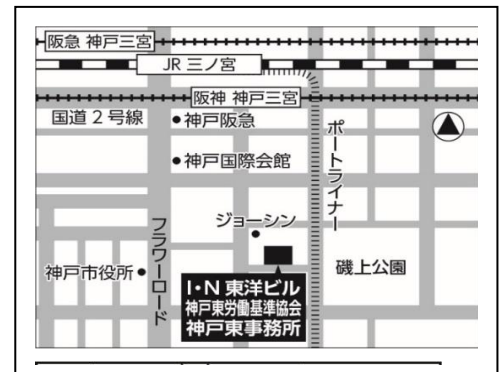 阪急 神戸三宮
JR 三ノ宮
阪神 神戸三宮
国道2号線
神戸阪急
神戸国際会館
ポートライナー
ジョーシン
フラワーロード
神戸市役所
磯上公園
I・N 東洋ビル
神戸東労働基準協会
神戸東事務所